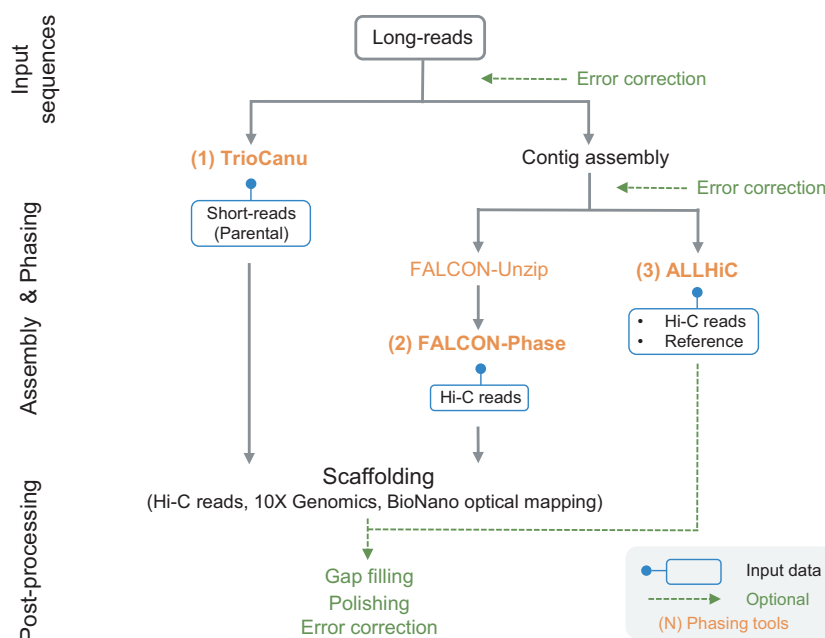 Input
sequences
Long-reads
Error correction
(1) TrioCanu
Contig assembly
Short-reads
(Parental)
Error correction
Assembly & Phasing
FALCON-Unzip
(3) ALLHiC
• Hi-C reads
• Reference
(2) FALCON-Phase
Hi-C reads
Post-processing
Scaffolding
(Hi-C reads, 10X Genomics, BioNano optical mapping)
Gap filling
Polishing
Error correction
Input data
Optional
(N) Phasing tools